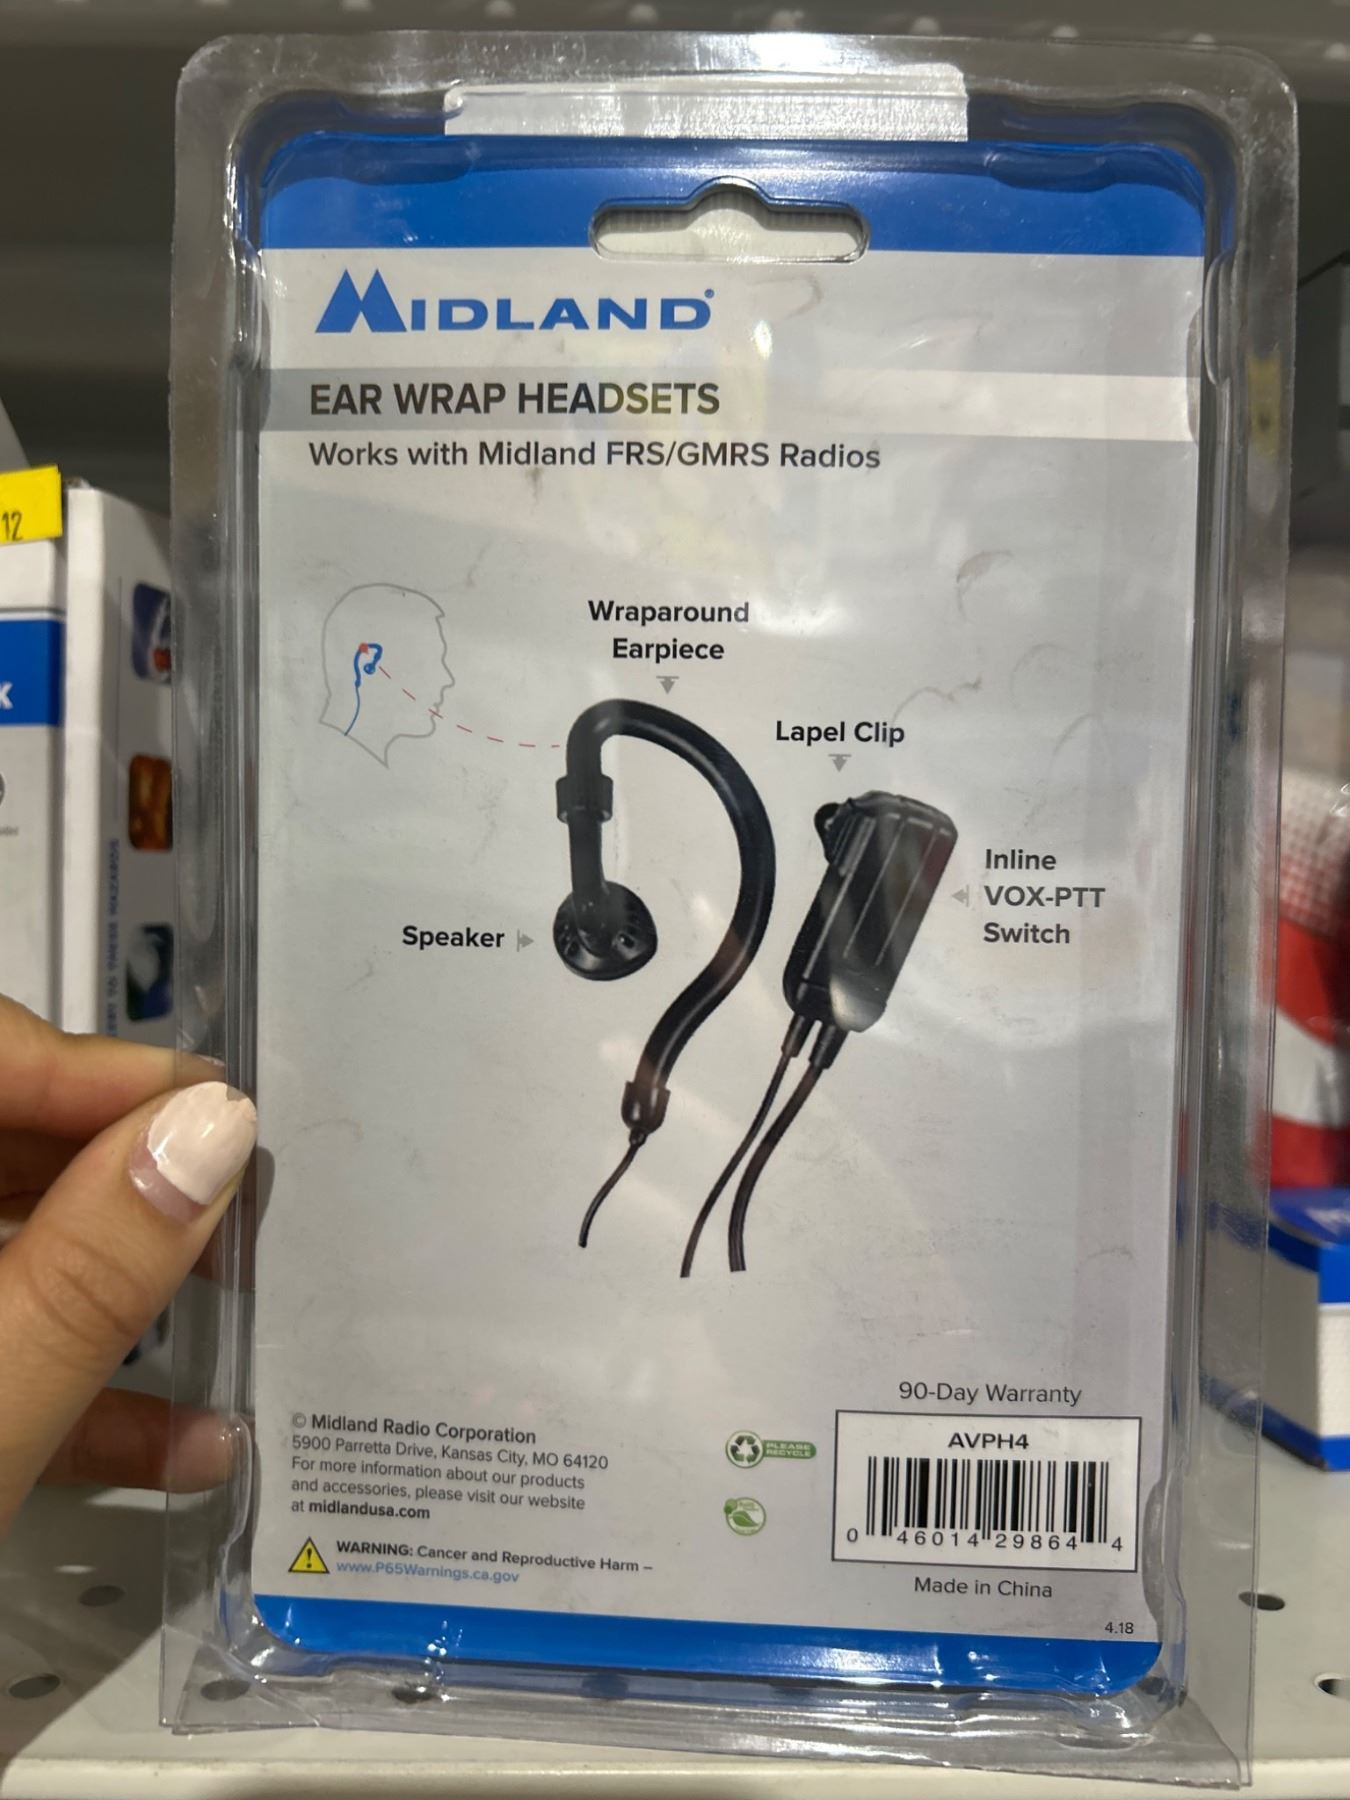 MIDLAND®
EAR WRAP HEADSETS
Works with Midland FRS/GMRS Radios
Wraparound
Earpiece
Lapel Clip
Inline
VOX-PTT
Switch
Speaker
90-Day Warranty
AVPH4
0 46014 29864 4
Made in China
4.18
© Midland Radio Corporation
5900 Parretta Drive, Kansas City, MO 64120
For more information about our products
and accessories, please visit our website
at midlandusa.com
WARNING: Cancer and Reproductive Harm –
www.P65Warnings.ca.gov
PLEASE
RECYCLE
12